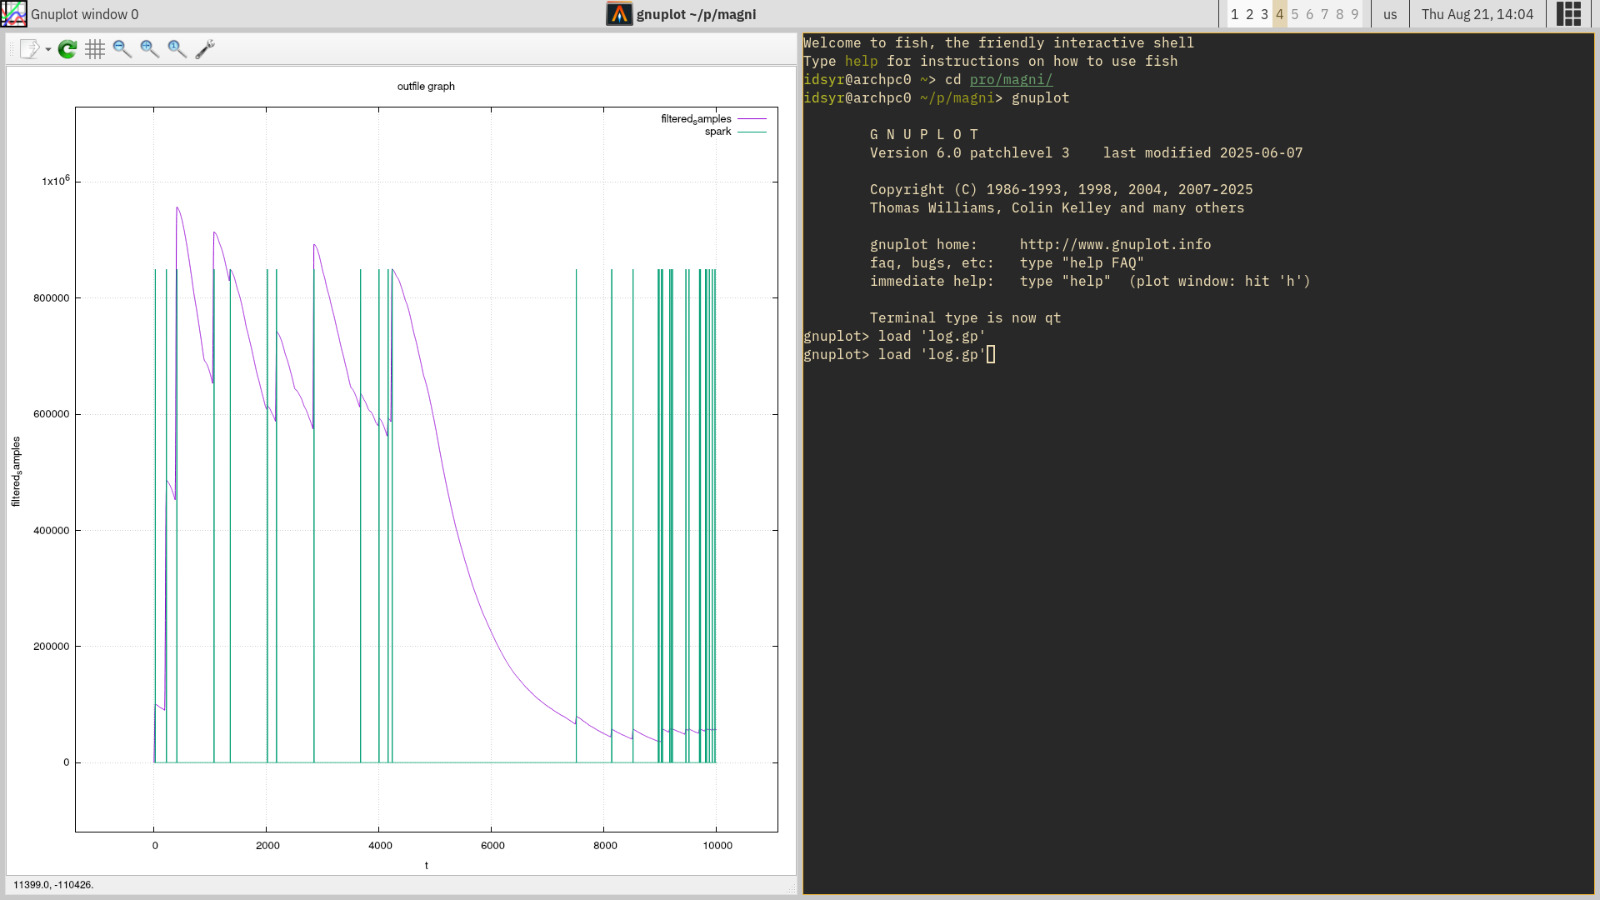 Gnuplot window 0
gnuplot ~/p/magni
1 2 3 4 5 6 7 8 9
us
Thu Aug 21, 14:04
outfile graph
filteredsamples
spark
1x10^6
800000
600000
400000
200000
0
filteredsamples
0 2000 4000 6000 8000 10000
t
11399.0, -110426.
Welcome to fish, the friendly interactive shell
Type help for instructions on how to use fish
idsyr@archpc0 ~> cd pro/magni/
idsyr@archpc0 ~/p/magni> gnuplot
G N U P L O T
Version 6.0 patchlevel 3    last modified 2025-06-07
Copyright (C) 1986-1993, 1998, 2004, 2007-2025
Thomas Williams, Colin Kelley and many others
gnuplot home:     http://www.gnuplot.info
faq, bugs, etc:   type "help FAQ"
immediate help:   type "help"  (plot window: hit 'h')
Terminal type is now qt
gnuplot> load 'log.gp'
gnuplot> load 'log.gp'